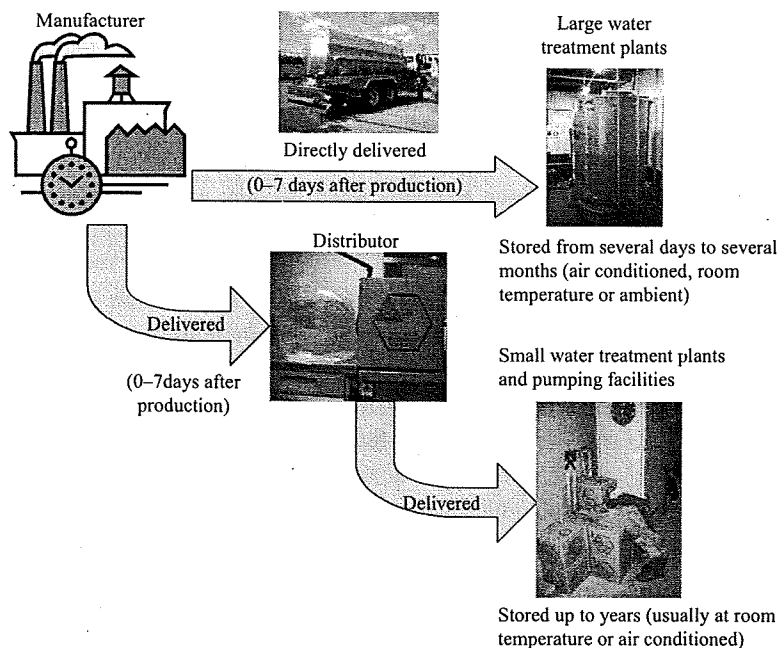 Manufacturer
Large water
treatment plants
Directly delivered
(0–7 days after production)
Stored from several days to several
months (air conditioned, room
temperature or ambient)
Distributor
Delivered
(0–7days after
production)
Small water treatment plants
and pumping facilities
Delivered
Stored up to years (usually at room
temperature or air conditioned)